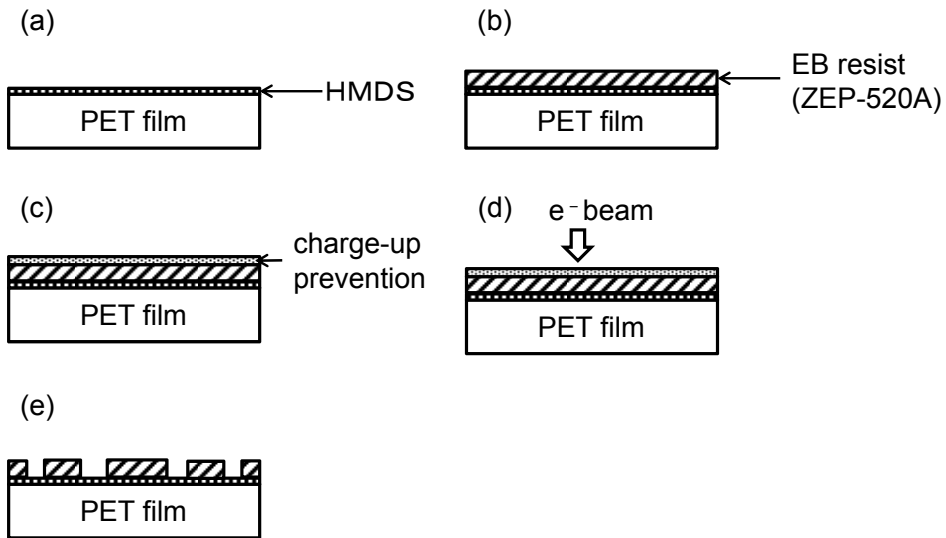 (a)
HMDS
PET film
(b)
EB resist
(ZEP-520A)
PET film
(c)
charge-up
prevention
PET film
(d)
e⁻ beam
PET film
(e)
PET film